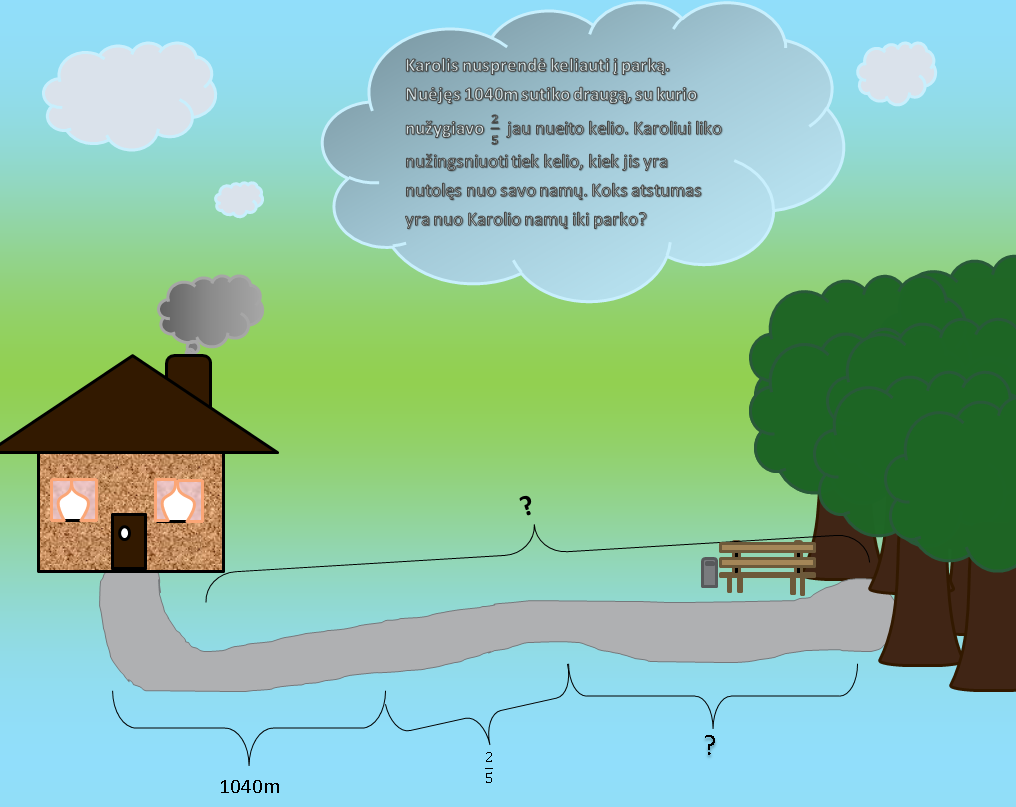 Karolis nusprendė keliauti į parką.
Nuėjęs 1040m sutiko draugą, su kurio
nužygiavo 2/5 jau nueito kelio. Karoliui liko
nužingsniuoti tiek kelio, kiek jis yra
nutolęs nuo savo namų. Koks atstumas
yra nuo Karolio namų iki parko?
?
2/5
?
1040m